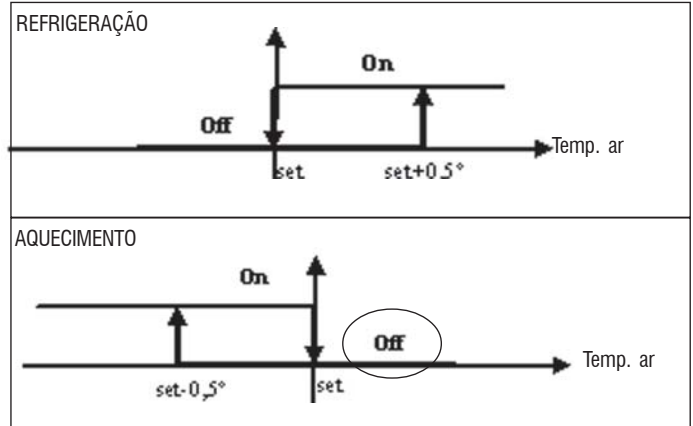 REFRIGERAÇÃO
On
Off
Temp. ar
set
set+0.5°
AQUECIMENTO
On
Off
Temp. ar
set-0,5°
set